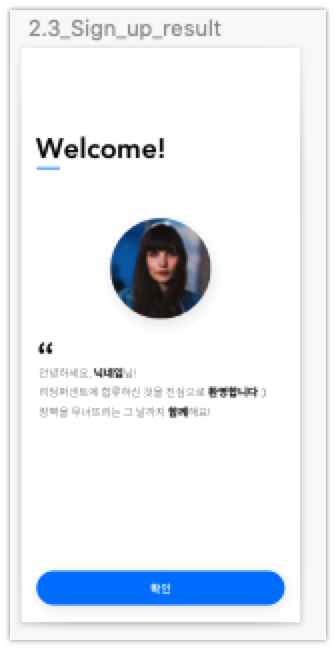 2.3_Sign_up_result
Welcome!
“
안녕하세요, 닉네임님!
리딩퍼센트에 합류하신 것을 진심으로 환영합니다 :)
장벽을 무너뜨리는 그 날까지 함께해요!
확인